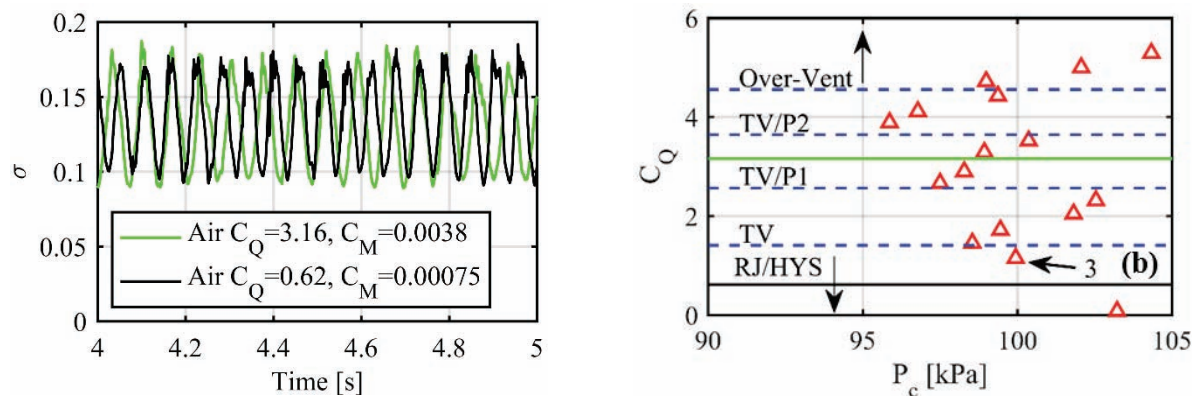 0.2
0.15
σ
0.1
0.05
0
Air C_Q=3.16, C_M=0.0038
Air C_Q=0.62, C_M=0.00075
4 4.2 4.4 4.6 4.8 5
Time [s]
6
Over-Vent
4
TV/P2
C_Q
TV/P1
2
TV
RJ/HYS
3
(b)
0
90 95 100 105
P_c [kPa]